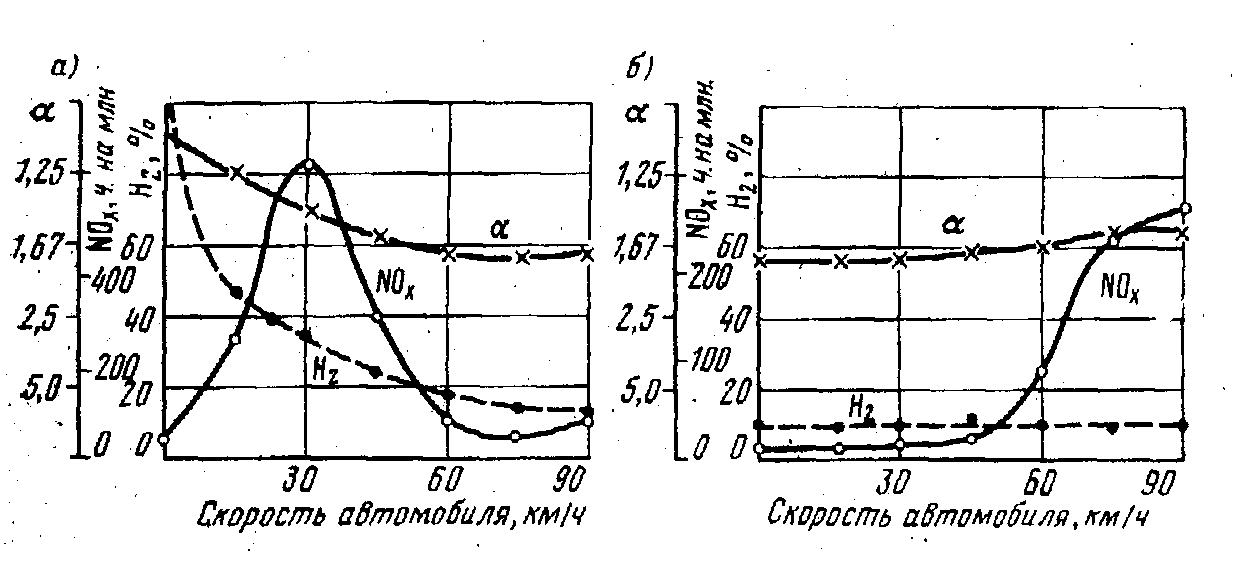 а)
α
NOx, ч. на млн
H2, %
1,25
1,67
2,5
5,0
400
200
0
60
40
20
0
α
NOx
H2
30 60 90
Скорость автомобиля, км/ч
б)
α
NOx, ч. на млн.
H2, %
1,25
1,67
2,5
5,0
200
100
0
60
40
20
0
α
NOx
H2
30 60 90
Скорость автомобиля, км/ч